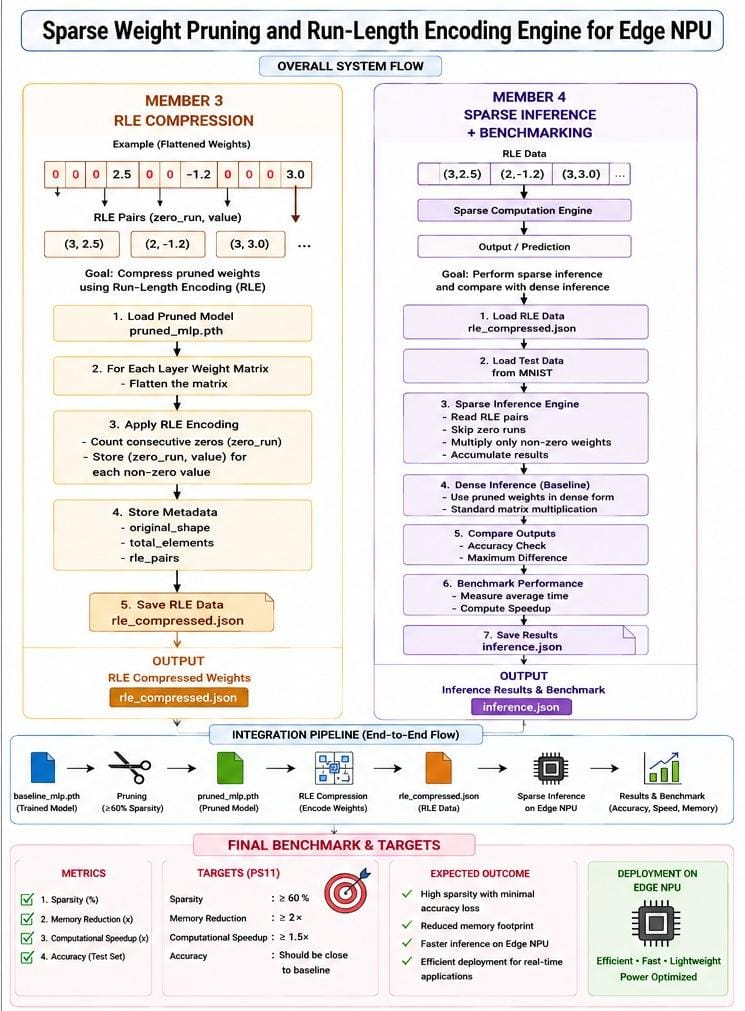 Sparse Weight Pruning and Run-Length Encoding Engine for Edge NPU
OVERALL SYSTEM FLOW
MEMBER 3
RLE COMPRESSION
Example (Flattened Weights)
0 0 0 2.5 0 0 -1.2 0 0 0 3.0
RLE Pairs (zero_run, value)
(3, 2.5) (2, -1.2) (3, 3.0) ...
Goal: Compress pruned weights
using Run-Length Encoding (RLE)
1. Load Pruned Model
pruned_mlp.pth
2. For Each Layer Weight Matrix
- Flatten the matrix
3. Apply RLE Encoding
- Count consecutive zeros (zero_run)
- Store (zero_run, value) for
each non-zero value
4. Store Metadata
- original_shape
- total_elements
- rle_pairs
5. Save RLE Data
rle_compressed.json
OUTPUT
RLE Compressed Weights
rle_compressed.json
MEMBER 4
SPARSE INFERENCE
+ BENCHMARKING
RLE Data
(3,2.5) (2,-1.2) (3,3.0) ...
Sparse Computation Engine
Output / Prediction
Goal: Perform sparse inference
and compare with dense inference
1. Load RLE Data
rle_compressed.json
2. Load Test Data
from MNIST
3. Sparse Inference Engine
- Read RLE pairs
- Skip zero runs
- Multiply only non-zero weights
- Accumulate results
4. Dense Inference (Baseline)
- Use pruned weights in dense form
- Standard matrix multiplication
5. Compare Outputs
- Accuracy Check
- Maximum Difference
6. Benchmark Performance
- Measure average time
- Compute Speedup
7. Save Results
inference.json
OUTPUT
Inference Results & Benchmark
inference.json
INTEGRATION PIPELINE (End-to-End Flow)
baseline_mlp.pth
(Trained Model)
Pruning
(≥60% Sparsity)
pruned_mlp.pth
(Pruned Model)
RLE Compression
(Encode Weights)
rle_compressed.json
(RLE Data)
Sparse Inference
on Edge NPU
Results & Benchmark
(Accuracy, Speed, Memory)
FINAL BENCHMARK & TARGETS
METRICS
1. Sparsity (%)
2. Memory Reduction (x)
3. Computational Speedup (x)
4. Accuracy (Test Set)
TARGETS (PS11)
Sparsity : ≥ 60 %
Memory Reduction : ≥ 2×
Computational Speedup : ≥ 1.5×
Accuracy : Should be close
to baseline
EXPECTED OUTCOME
High sparsity with minimal
accuracy loss
Reduced memory footprint
Faster inference on Edge NPU
Efficient deployment for real-time
applications
DEPLOYMENT ON
EDGE NPU
Efficient • Fast • Lightweight
Power Optimized